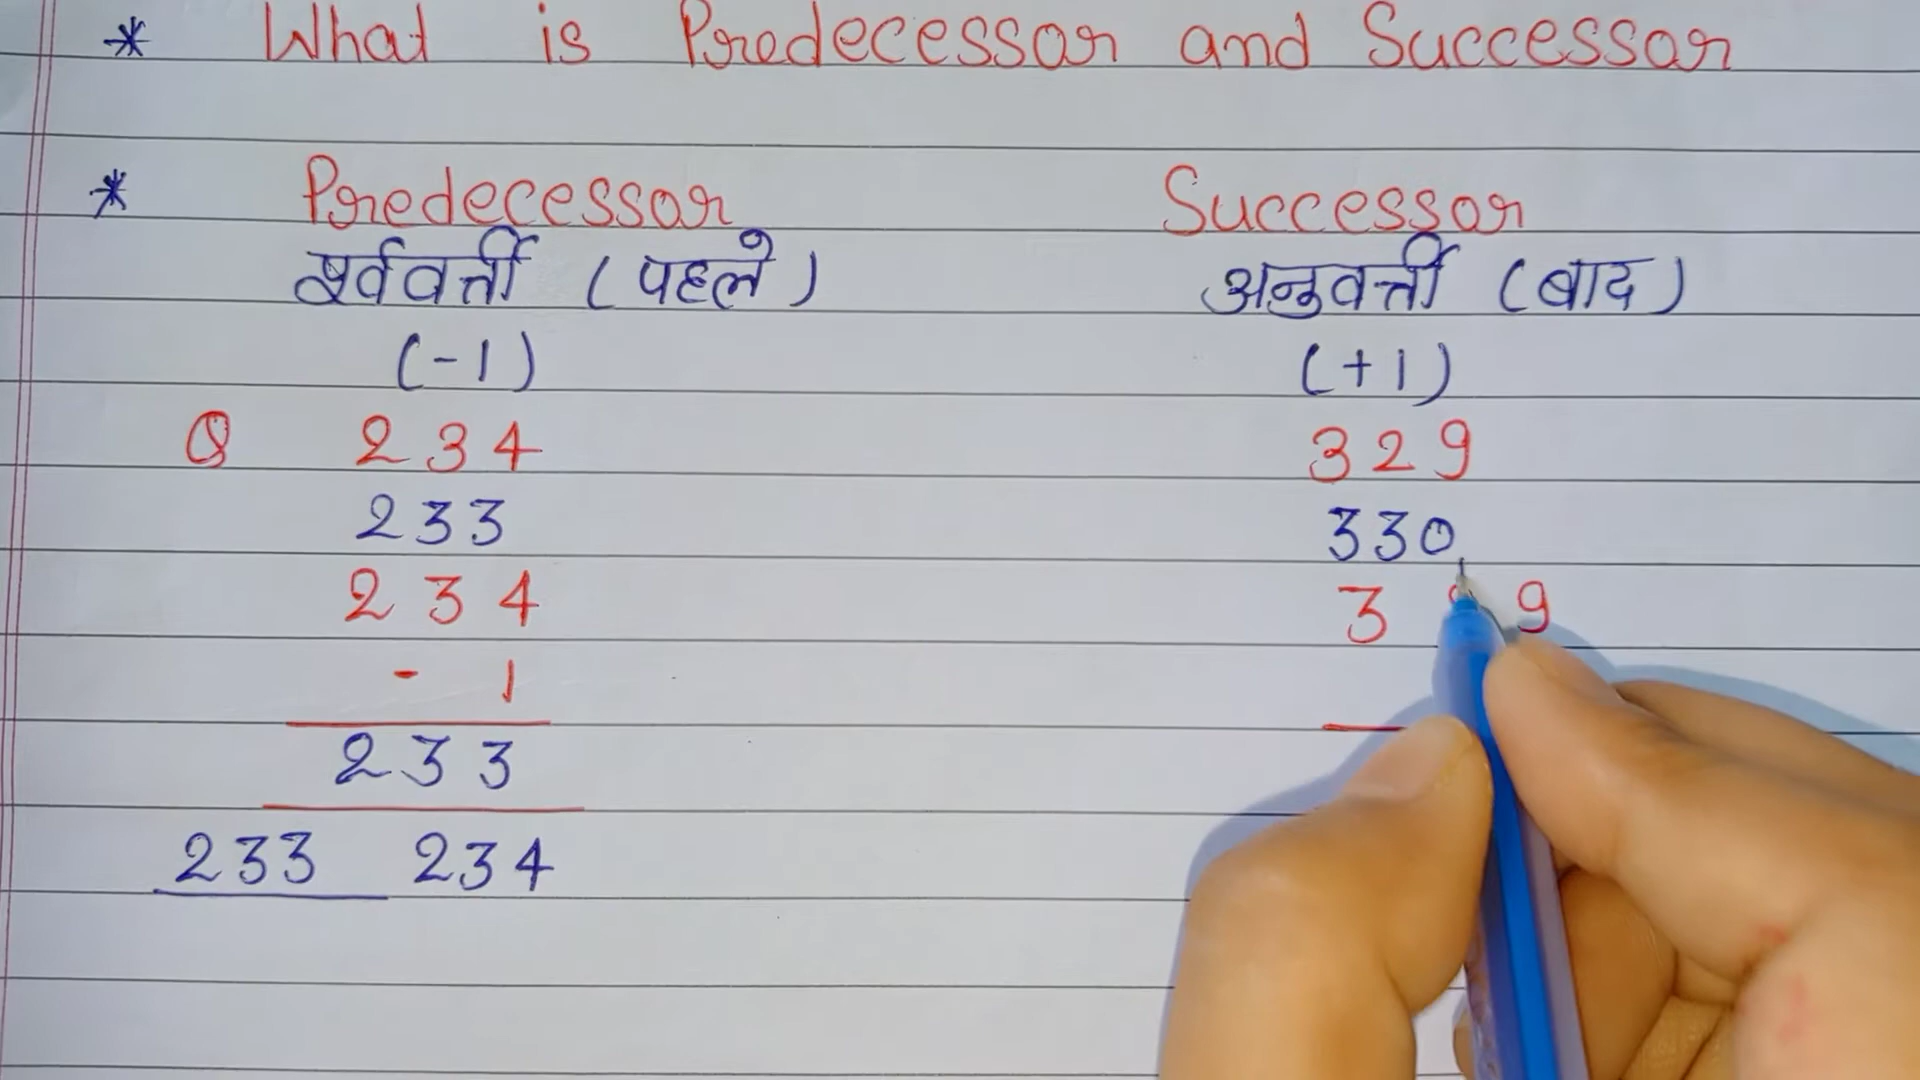 * What is Predecessor and Successor
* Predecessor Successor
पूर्ववर्ती (पहले) अनुवर्ती (बाद)
(-1) (+1)
Q 234 329
233 330
234 3 9
- 1
233
233 234